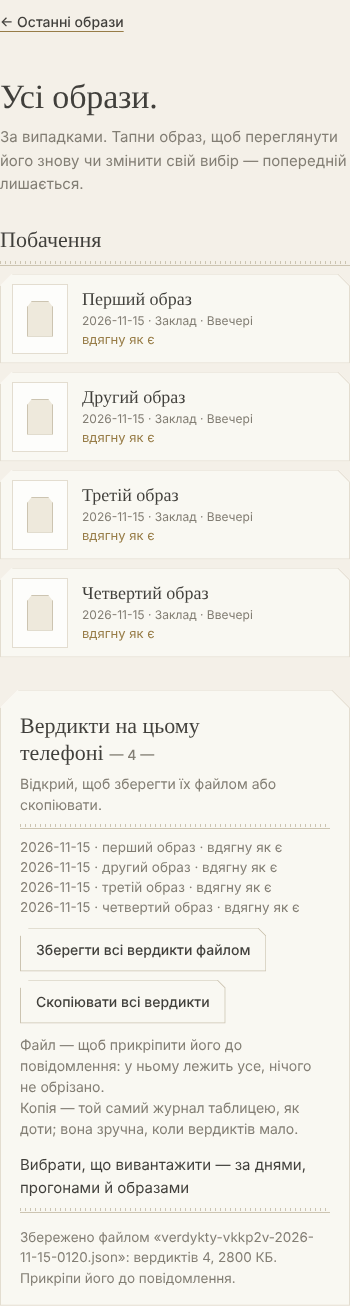 ← Останні образи
Усі образи.
За випадками. Тапни образ, щоб переглянути
його знову чи змінити свій вибір — попередній
лишається.
Побачення
Перший образ
2026-11-15 · Заклад · Ввечері
вдягну як є
Другий образ
2026-11-15 · Заклад · Ввечері
вдягну як є
Третій образ
2026-11-15 · Заклад · Ввечері
вдягну як є
Четвертий образ
2026-11-15 · Заклад · Ввечері
вдягну як є
Вердикти на цьому
телефоні — 4 —
Відкрий, щоб зберегти їх файлом або
скопіювати.
2026-11-15 · перший образ · вдягну як є
2026-11-15 · другий образ · вдягну як є
2026-11-15 · третій образ · вдягну як є
2026-11-15 · четвертий образ · вдягну як є
Зберегти всі вердикти файлом
Скопіювати всі вердикти
Файл — щоб прикріпити його до
повідомлення: у ньому лежить усе, нічого
не обрізано.
Копія — той самий журнал таблицею, як
доти; вона зручна, коли вердиктів мало.
Вибрати, що вивантажити — за днями,
прогонами й образами
Збережено файлом «verdykty-vkkp2v-2026-
11-15-0120.json»: вердиктів 4, 2800 КБ.
Прикріпи його до повідомлення.